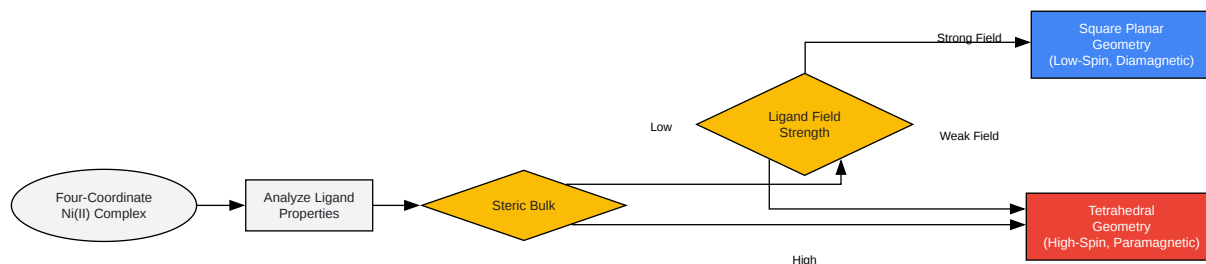 Four-Coordinate
Ni(II) Complex
Analyze Ligand
Properties
Steric Bulk
Low
High
Ligand Field
Strength
Strong Field
Weak Field
Square Planar
Geometry
(Low-Spin, Diamagnetic)
Tetrahedral
Geometry
(High-Spin, Paramagnetic)